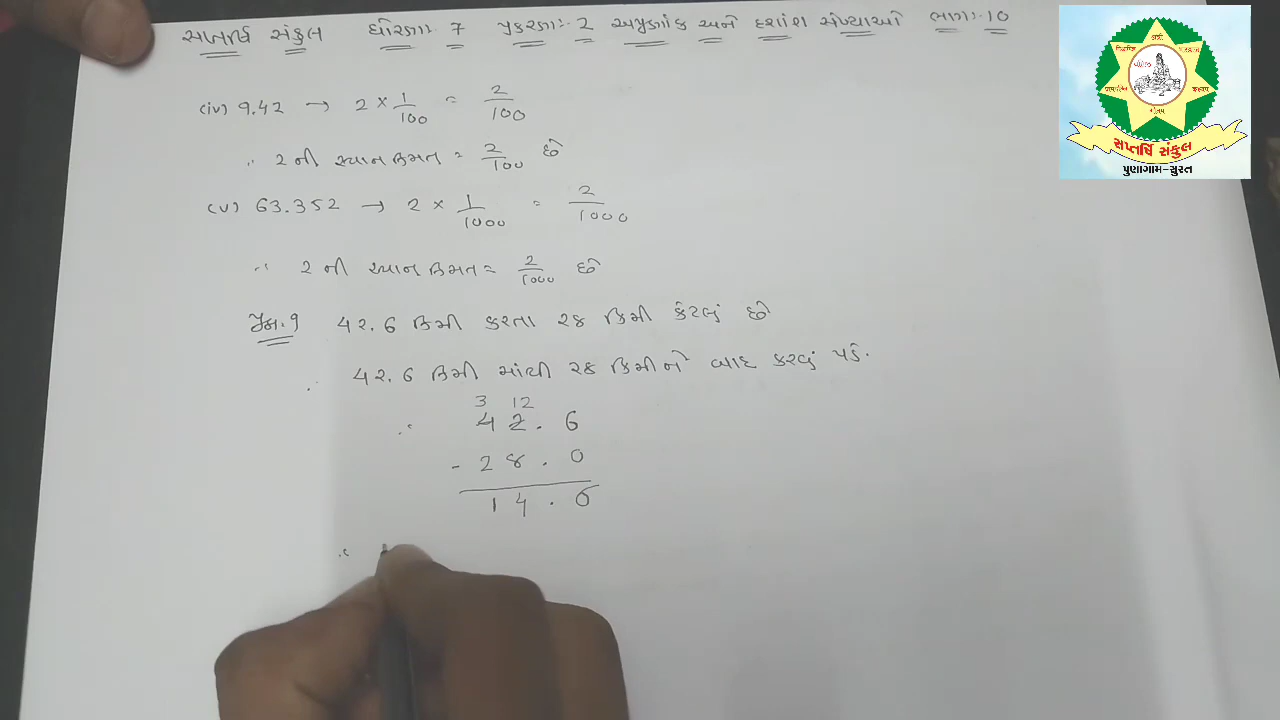 સપ્તર્ષિ સંકુલ ધોરણ: 7 પ્રકરણ:- 2 અપૂર્ણાંક અને દશાંશ સંખ્યાઓ ભાગ: 10
(iv) 9.42 → 2 × 1/100 = 2/100
∴ 2 ની સ્થાન કિંમત = 2/100 છે
(v) 63.352 → 2 × 1/1000 = 2/1000
∴ 2 ની સ્થાન કિંમત = 2/1000 છે
42.6 કિમી કરતા 28 કિમી કેટલું છે
∴ 42.6 કિમી માંથી 28 કિમીને બાદ કરવું પડે.
3 12
∴ 42.6
- 28.0
14.6
∴
સપ્તર્ષિ સંકુલ
પુણાગામ-સુરત